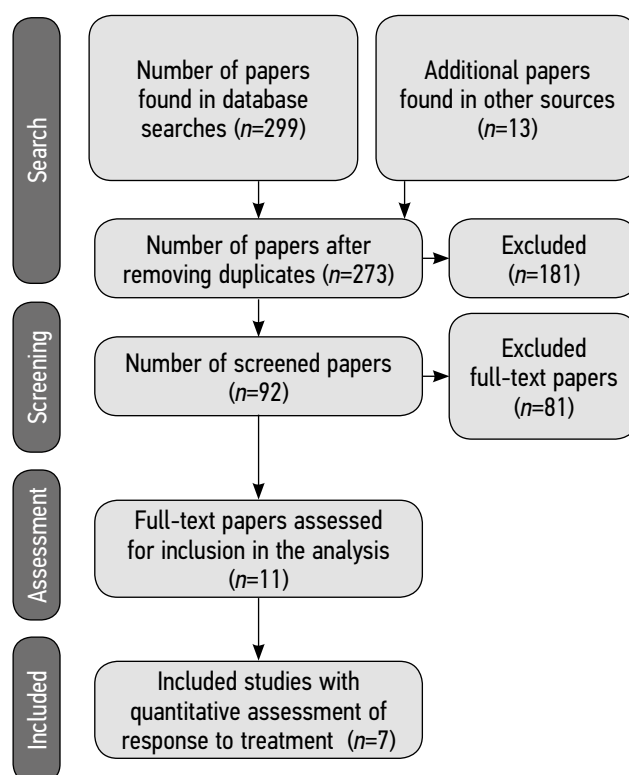 Search
Number of papers
found in database
searches (n=299)
Additional papers
found in other sources
(n=13)
Number of papers after
removing duplicates (n=273)
Excluded
(n=181)
Screening
Number of screened papers
(n=92)
Excluded
full-text papers
(n=81)
Assessment
Full-text papers assessed
for inclusion in the analysis
(n=11)
Included
Included studies with
quantitative assessment of
response to treatment (n=7)